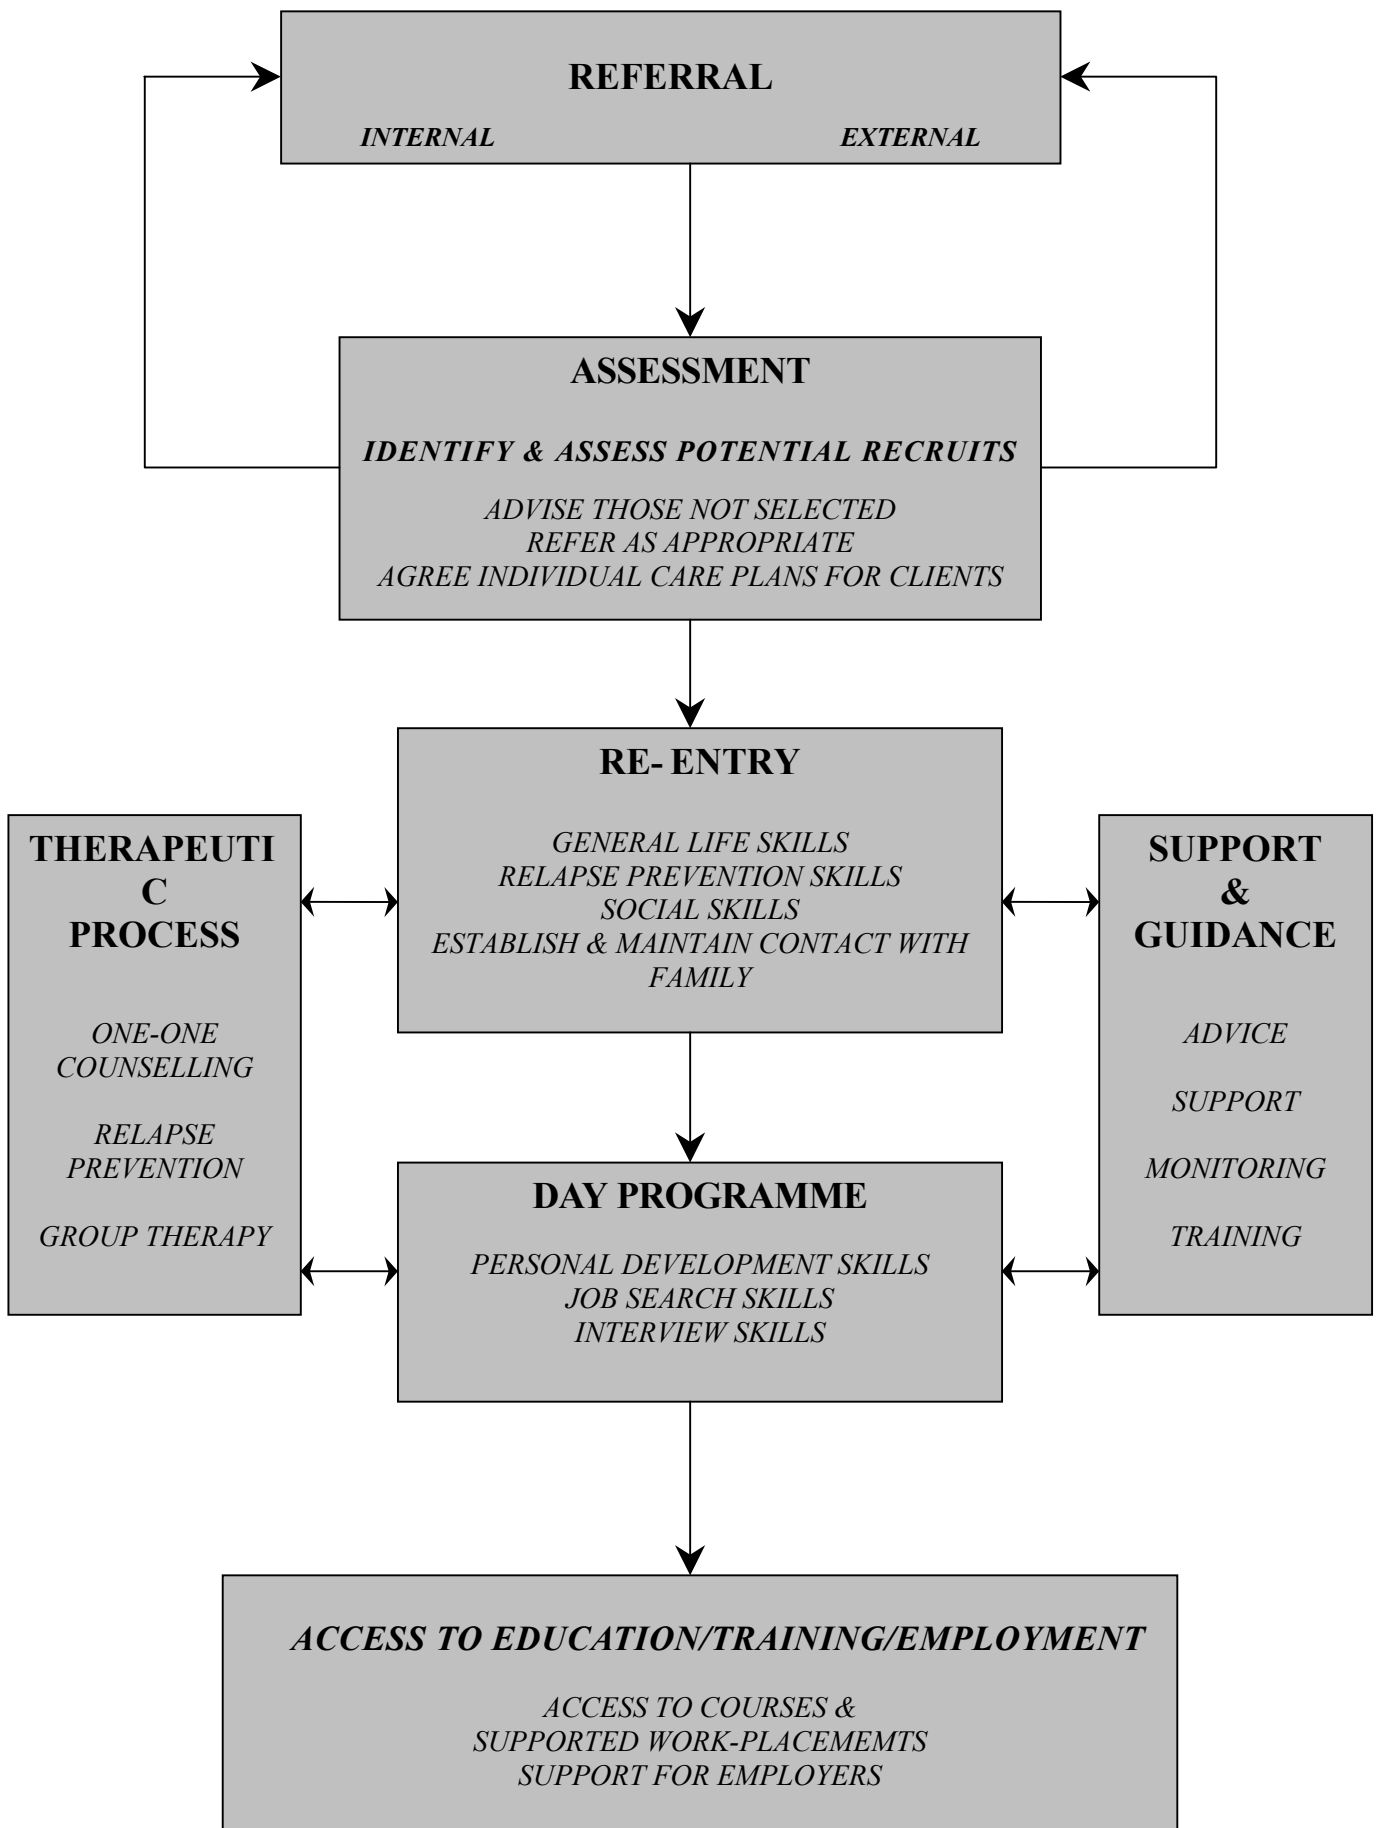 REFERRAL
INTERNAL EXTERNAL
ASSESSMENT
IDENTIFY & ASSESS POTENTIAL RECRUITS
ADVISE THOSE NOT SELECTED
REFER AS APPROPRIATE
AGREE INDIVIDUAL CARE PLANS FOR CLIENTS
RE- ENTRY
GENERAL LIFE SKILLS
RELAPSE PREVENTION SKILLS
SOCIAL SKILLS
ESTABLISH & MAINTAIN CONTACT WITH
FAMILY
THERAPEUTI
C
PROCESS
ONE-ONE
COUNSELLING
RELAPSE
PREVENTION
GROUP THERAPY
SUPPORT
&
GUIDANCE
ADVICE
SUPPORT
MONITORING
TRAINING
DAY PROGRAMME
PERSONAL DEVELOPMENT SKILLS
JOB SEARCH SKILLS
INTERVIEW SKILLS
ACCESS TO EDUCATION/TRAINING/EMPLOYMENT
ACCESS TO COURSES &
SUPPORTED WORK-PLACEMEMTS
SUPPORT FOR EMPLOYERS